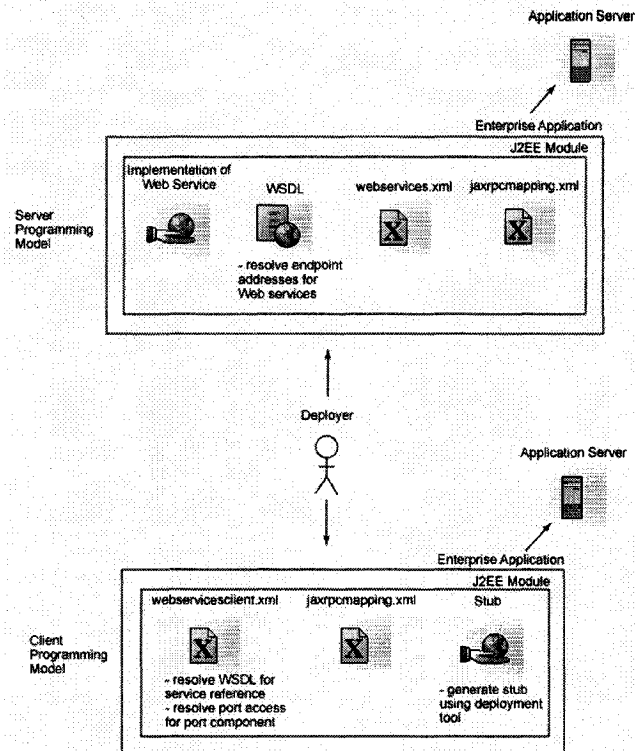 Application Server
Enterprise Application
J2EE Module
Implementation of
Web Service
WSDL
webservices.xml
jaxrpcmapping.xml
Server
Programming
Model
- resolve endpoint
addresses for
Web services
Deployer
Application Server
Enterprise Application
J2EE Module
webservicesclient.xml
jaxrpcmapping.xml
Stub
Client
Programming
Model
- resolve WSDL for
service reference
- resolve port access
for port component
- generate stub
using deployment
tool